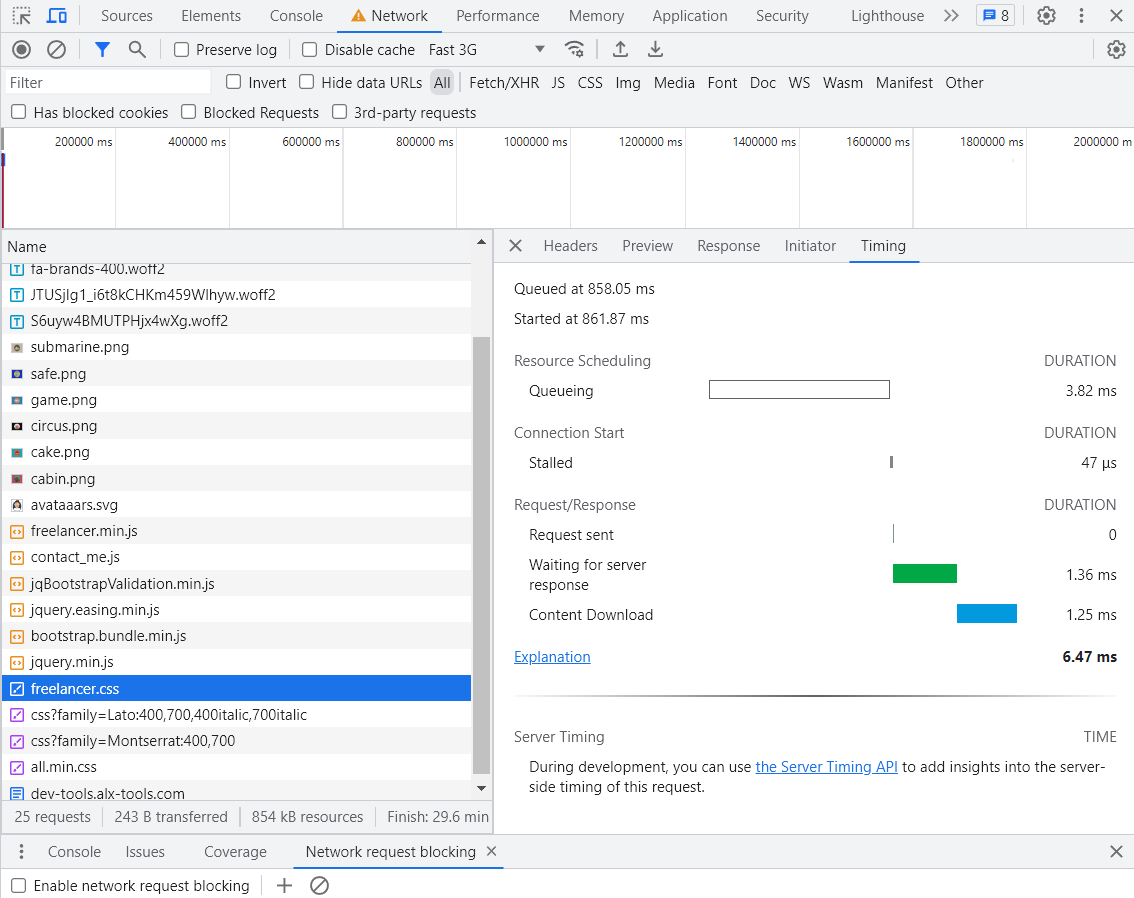 Sources Elements Console Network Performance Memory Application Security Lighthouse 8
Preserve log Disable cache Fast 3G
Filter Invert Hide data URLs All Fetch/XHR JS CSS Img Media Font Doc WS Wasm Manifest Other
Has blocked cookies Blocked Requests 3rd-party requests
200000 ms 400000 ms 600000 ms 800000 ms 1000000 ms 1200000 ms 1400000 ms 1600000 ms 1800000 ms 2000000 m
Name
fa-brands-400.woff2
JTUSjIg1_i6t8kCHKm459WIhyw.woff2
S6uyw4BMUTPHjx4wXg.woff2
submarine.png
safe.png
game.png
circus.png
cake.png
cabin.png
avataaars.svg
freelancer.min.js
contact_me.js
jqBootstrapValidation.min.js
jquery.easing.min.js
bootstrap.bundle.min.js
jquery.min.js
freelancer.css
css?family=Lato:400,700,400italic,700italic
css?family=Montserrat:400,700
all.min.css
dev-tools.alx-tools.com
25 requests 243 B transferred 854 kB resources Finish: 29.6 min
Headers Preview Response Initiator Timing
Queued at 858.05 ms
Started at 861.87 ms
Resource Scheduling DURATION
Queueing 3.82 ms
Connection Start DURATION
Stalled 47 μs
Request/Response DURATION
Request sent 0
Waiting for server
response 1.36 ms
Content Download 1.25 ms
Explanation 6.47 ms
Server Timing TIME
During development, you can use the Server Timing API to add insights into the server-
side timing of this request.
Console Issues Coverage Network request blocking
Enable network request blocking